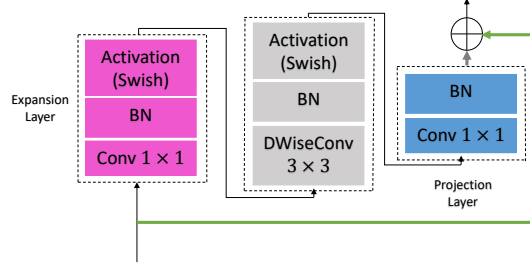 Expansion
Layer
Activation
(Swish)
BN
Conv 1 × 1
Activation
(Swish)
BN
DWiseConv
3 × 3
BN
Conv 1 × 1
Projection
Layer